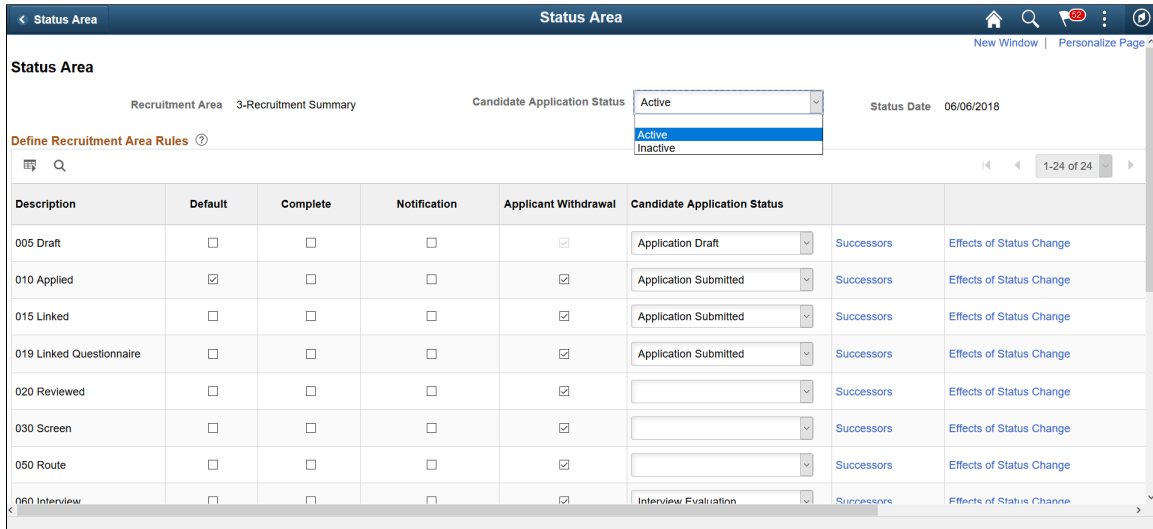 Status Area
Status Area
52
New Window | Personalize Page
Status Area
Recruitment Area 3-Recruitment Summary Candidate Application Status Active Status Date 06/06/2018
Active
Inactive
Define Recruitment Area Rules ?
1-24 of 24
Description Default Complete Notification Applicant Withdrawal Candidate Application Status
005 Draft Application Draft Successors Effects of Status Change
010 Applied Application Submitted Successors Effects of Status Change
015 Linked Application Submitted Successors Effects of Status Change
019 Linked Questionnaire Application Submitted Successors Effects of Status Change
020 Reviewed Successors Effects of Status Change
030 Screen Successors Effects of Status Change
050 Route Successors Effects of Status Change
060 Interview Interview Evaluation Successors Effects of Status Change